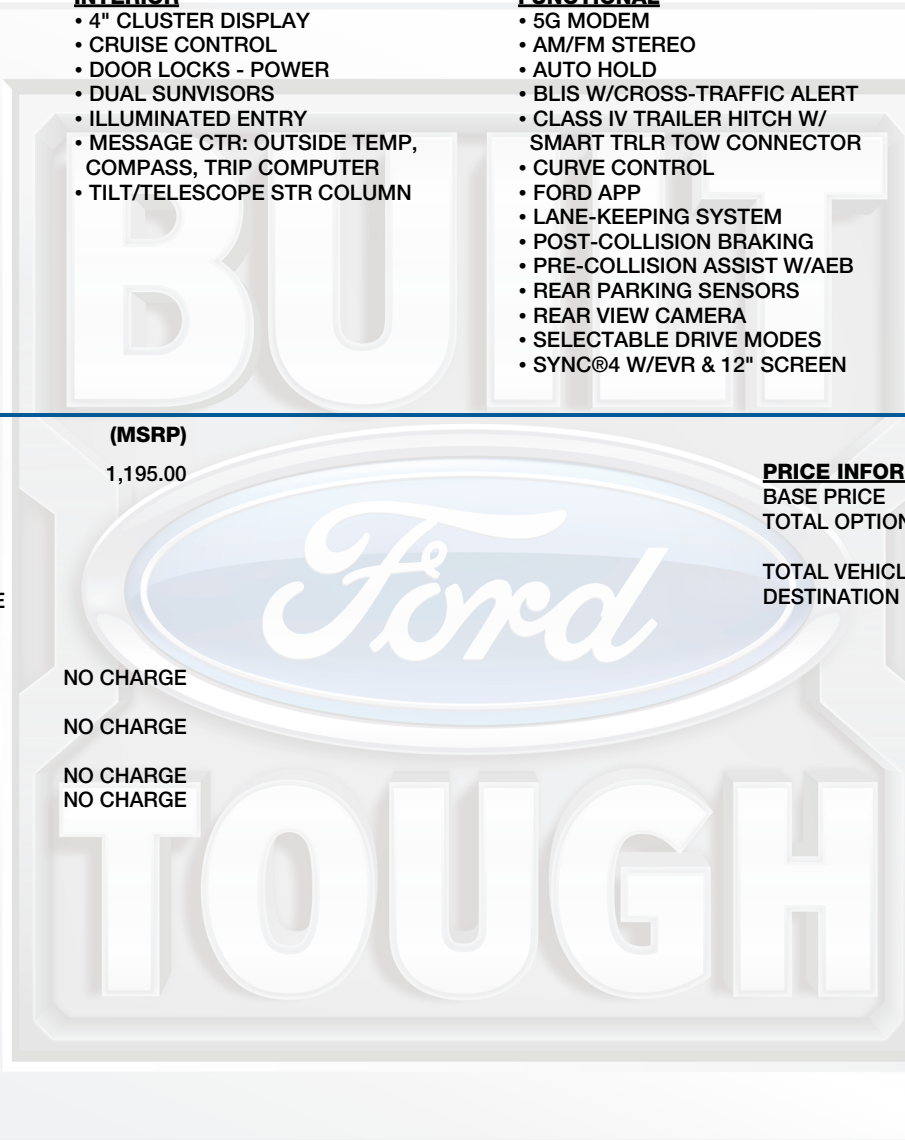 INTERIOR
• 4" CLUSTER DISPLAY
• CRUISE CONTROL
• DOOR LOCKS - POWER
• DUAL SUNVISORS
• ILLUMINATED ENTRY
• MESSAGE CTR: OUTSIDE TEMP,
COMPASS, TRIP COMPUTER
• TILT/TELESCOPE STR COLUMN
FUNCTIONAL
• 5G MODEM
• AM/FM STEREO
• AUTO HOLD
• BLIS W/CROSS-TRAFFIC ALERT
• CLASS IV TRAILER HITCH W/
SMART TRLR TOW CONNECTOR
• CURVE CONTROL
• FORD APP
• LANE-KEEPING SYSTEM
• POST-COLLISION BRAKING
• PRE-COLLISION ASSIST W/AEB
• REAR PARKING SENSORS
• REAR VIEW CAMERA
• SELECTABLE DRIVE MODES
• SYNC®4 W/EVR & 12" SCREEN
(MSRP)
1,195.00
NO CHARGE
NO CHARGE
NO CHARGE
NO CHARGE
PRICE INFOR
BASE PRICE
TOTAL OPTION
TOTAL VEHICL
DESTINATION
BUILT
Ford
TOUGH